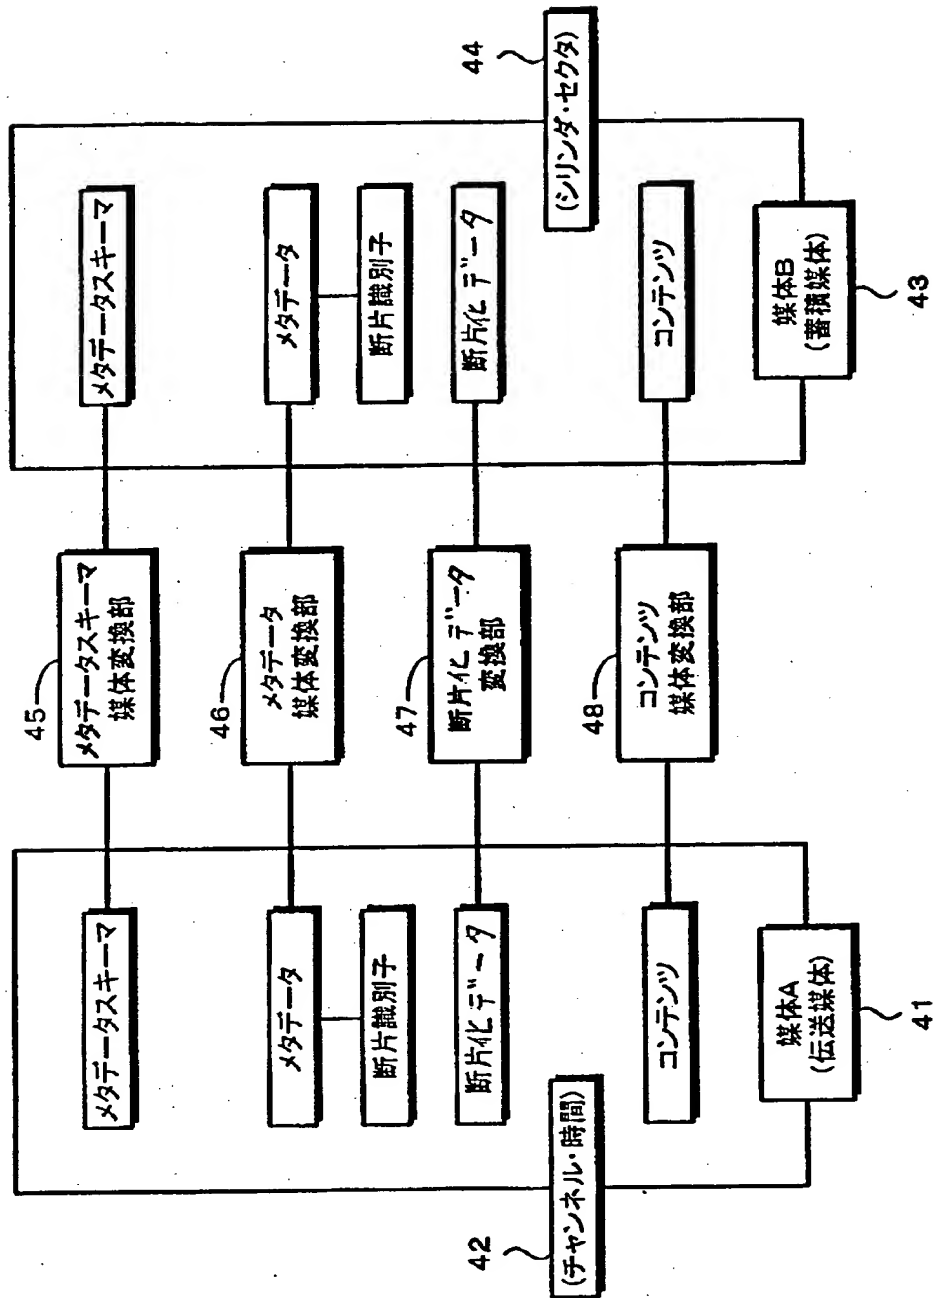 メタデータスキーマ
メタデータ
断片識別子
断片化データ
コンテンツ
42
(チャンネル・時間)
媒体A
(伝送媒体)
41
45
メタデータスキーマ
媒体変換部
46
メタデータ
媒体変換部
47
断片化データ
変換部
48
コンテンツ
媒体変換部
メタデータスキーマ
メタデータ
断片識別子
断片化データ
コンテンツ
44
(シリンダ・セクタ)
媒体B
(蓄積媒体)
43